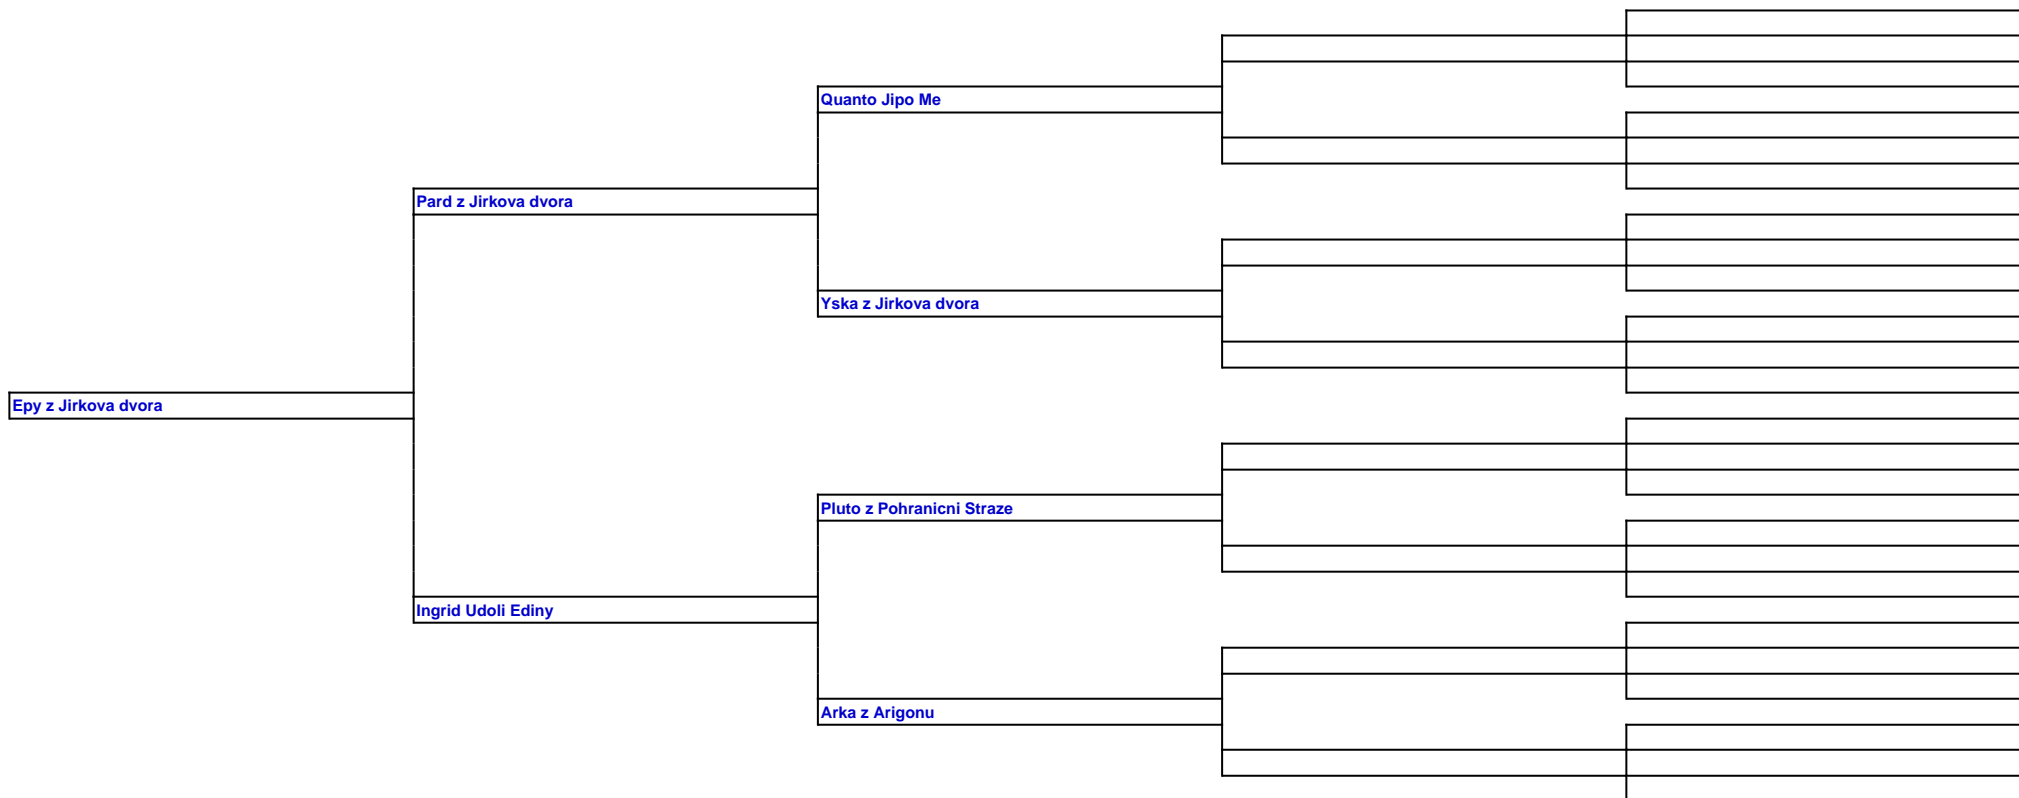 Quanto Jipo Me
Pard z Jirkova dvora
Yska z Jirkova dvora
Epy z Jirkova dvora
Pluto z Pohranicni Straze
Ingrid Udoli Ediny
Arka z Arigonu